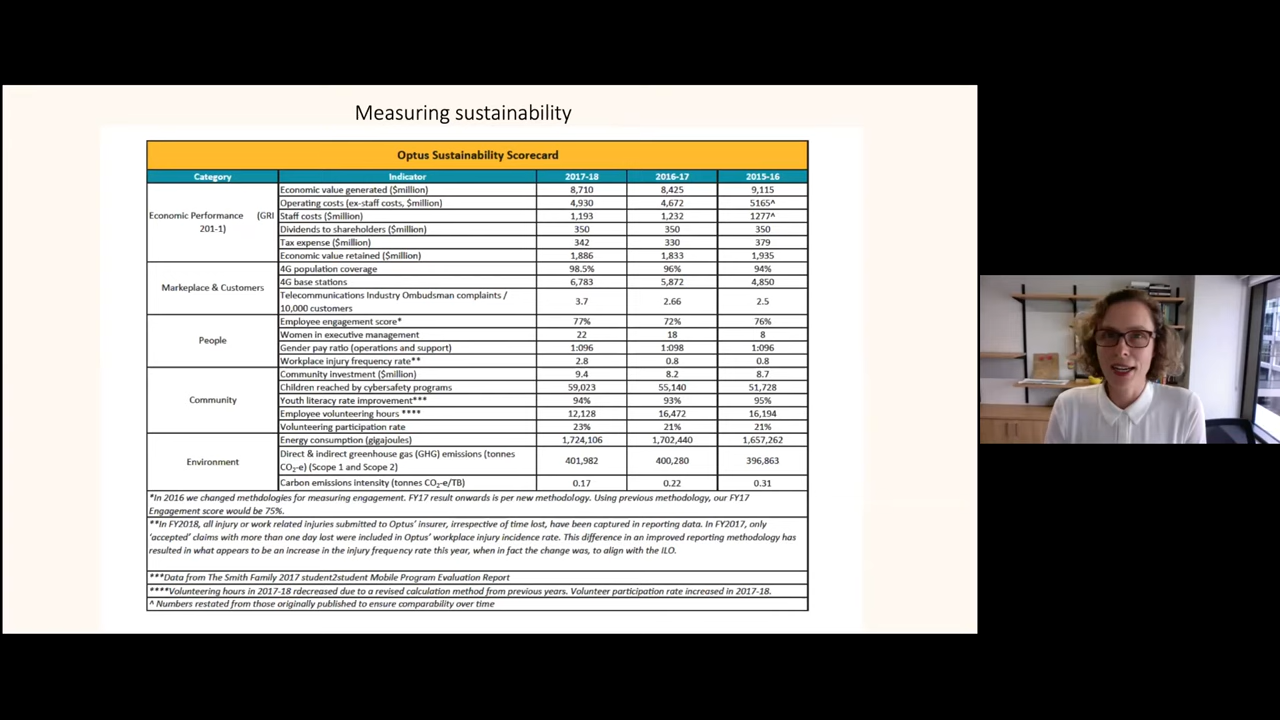 Measuring sustainability
Optus Sustainability Scorecard
Category Indicator 2017-18 2016-17 2015-16
Economic Performance (GRI 201-1)
Economic value generated ($million) 8,710 8,425 9,115
Operating costs (ex-staff costs, $million) 4,930 4,672 5165^
Staff costs ($million) 1,193 1,232 1277^
Dividends to shareholders ($million) 350 350 350
Tax expense ($million) 342 330 379
Economic value retained ($million) 1,886 1,833 1,935
Markeplace & Customers
4G population coverage 98.5% 96% 94%
4G base stations 6,783 5,872 4,850
Telecommunications Industry Ombudsman complaints /
10,000 customers 3.7 2.66 2.5
People
Employee engagement score* 77% 72% 76%
Women in executive management 22 18 8
Gender pay ratio (operations and support) 1:096 1:098 1:096
Workplace injury frequency rate** 2.8 0.8 0.8
Community
Community investment ($million) 9.4 8.2 8.7
Children reached by cybersafety programs 59,023 55,140 51,728
Youth literacy rate improvement*** 94% 93% 95%
Employee volunteering hours **** 12,128 16,472 16,194
Volunteering participation rate 23% 21% 21%
Environment
Energy consumption (gigajoules) 1,724,106 1,702,440 1,657,262
Direct & indirect greenhouse gas (GHG) emissions (tonnes
CO2-e) (Scope 1 and Scope 2) 401,982 400,280 396,863
Carbon emissions intensity (tonnes CO2-e/TB) 0.17 0.22 0.31
*In 2016 we changed methdologies for measuring engagement. FY17 result onwards is per new methodology. Using previous methodology, our FY17
Engagement score would be 75%.
**In FY2018, all injury or work related injuries submitted to Optus' insurer, irrespective of time lost, have been captured in reporting data. In FY2017, only
'accepted' claims with more than one day lost were included in Optus' workplace injury incidence rate. This difference in an improved reporting methodology has
resulted in what appears to be an increase in the injury frequency rate this year, when in fact the change was, to align with the ILO.
***Data from The Smith Family 2017 student2student Mobile Program Evaluation Report
****Volunteering hours in 2017-18 rdecreased due to a revised calculation method from previous years. Volunteer participation rate increased in 2017-18.
^ Numbers restated from those originally published to ensure comparability over time